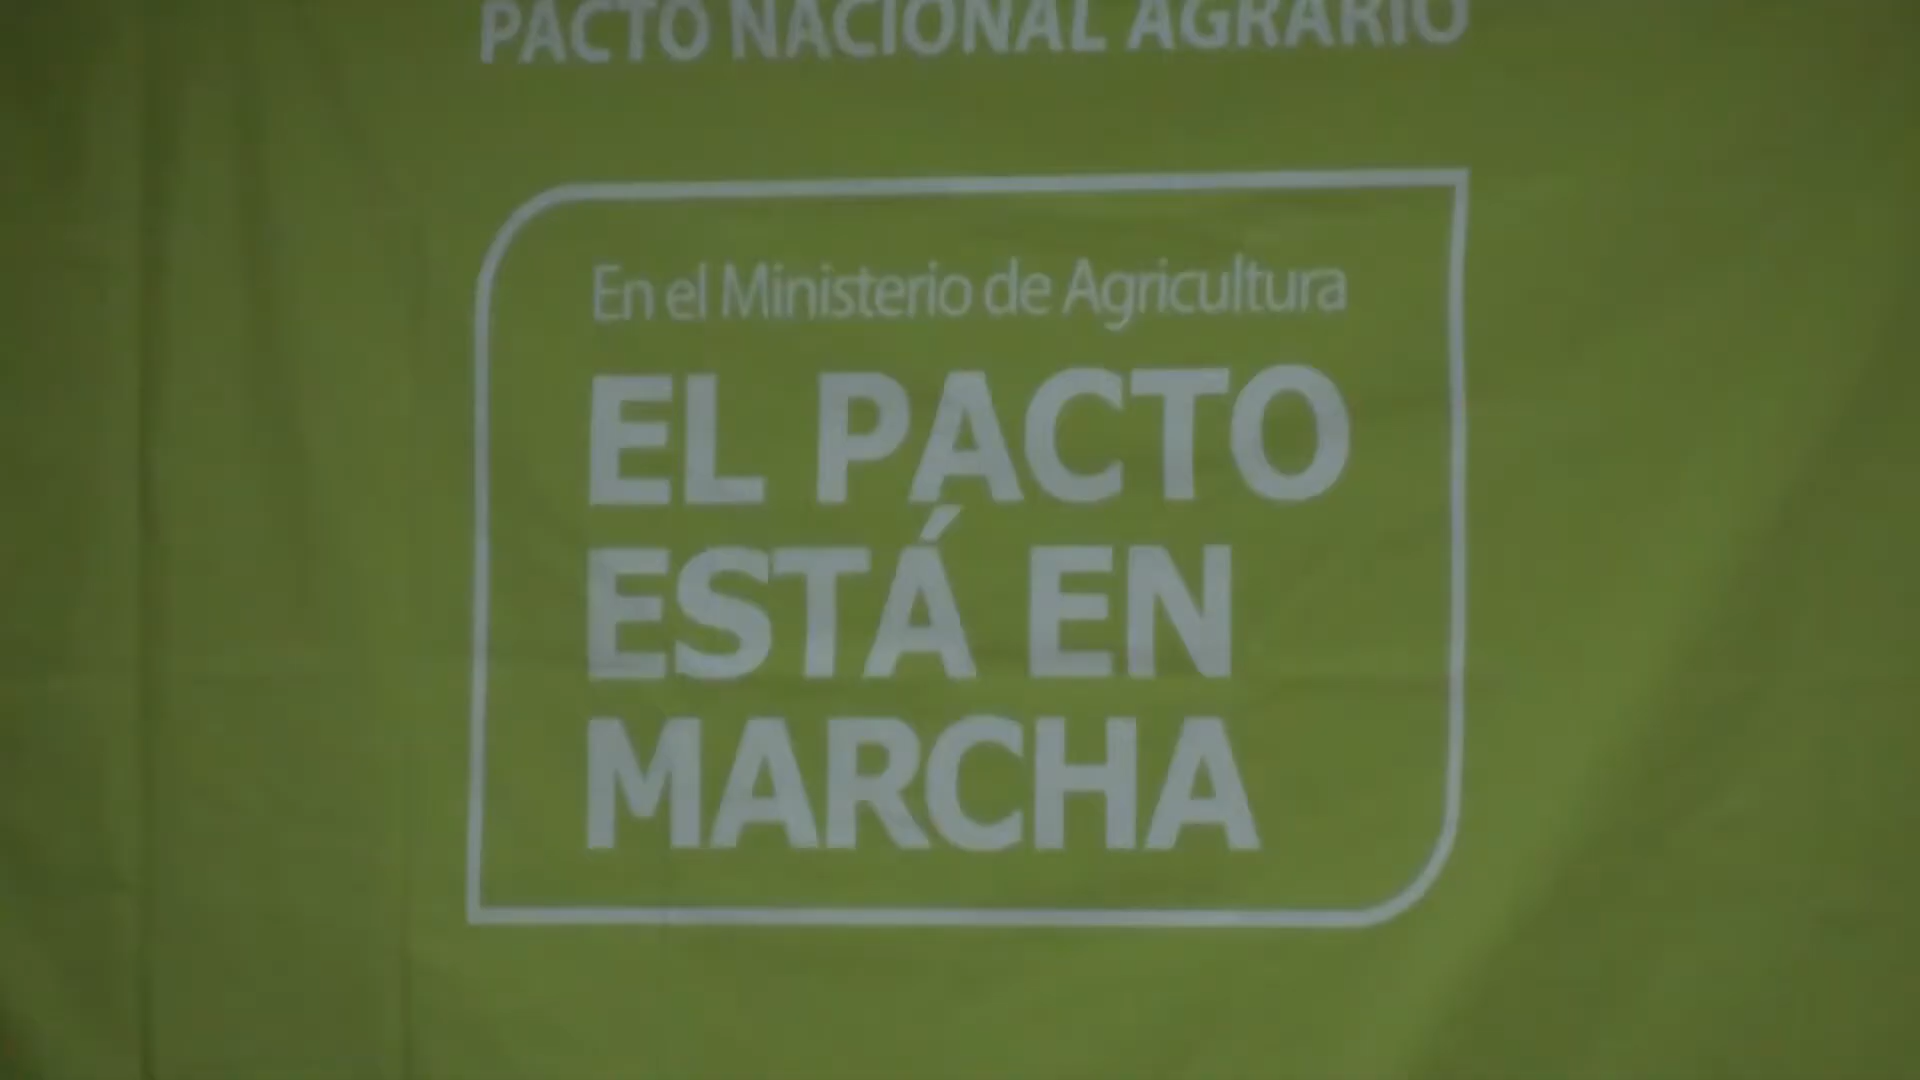 PACTO NACIONAL AGRARIO
En el Ministerio de Agricultura
EL PACTO
ESTÁ EN
MARCHA